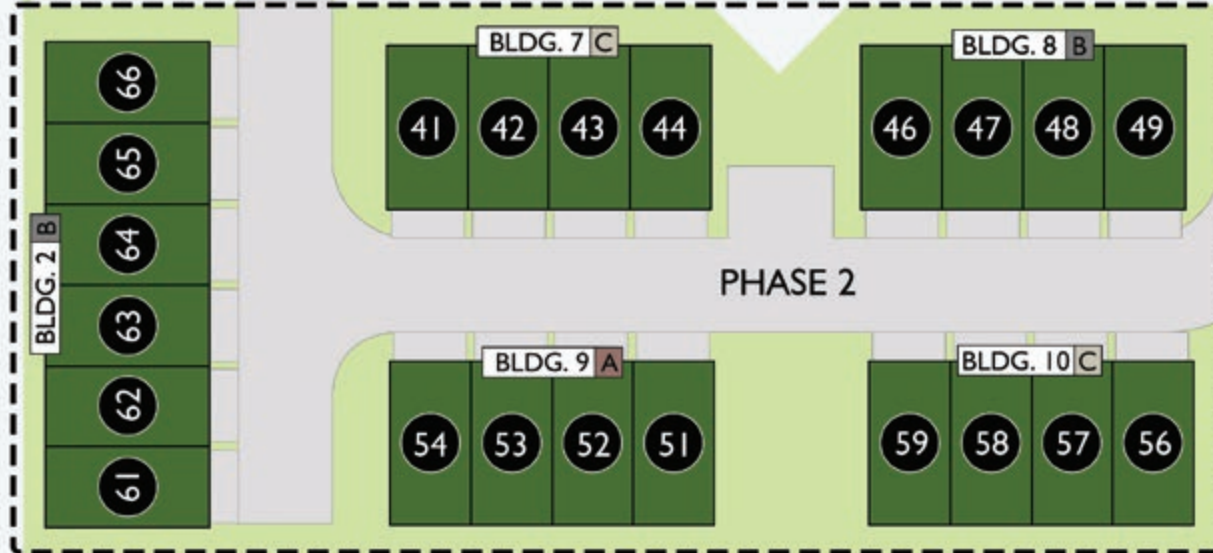 BLDG. 7 C
41 42 43 44
BLDG. 8 B
46 47 48 49
66
65
64
63
62
61
BLDG. 2 B
PHASE 2
BLDG. 9 A
54 53 52 51
BLDG. 10 C
59 58 57 56